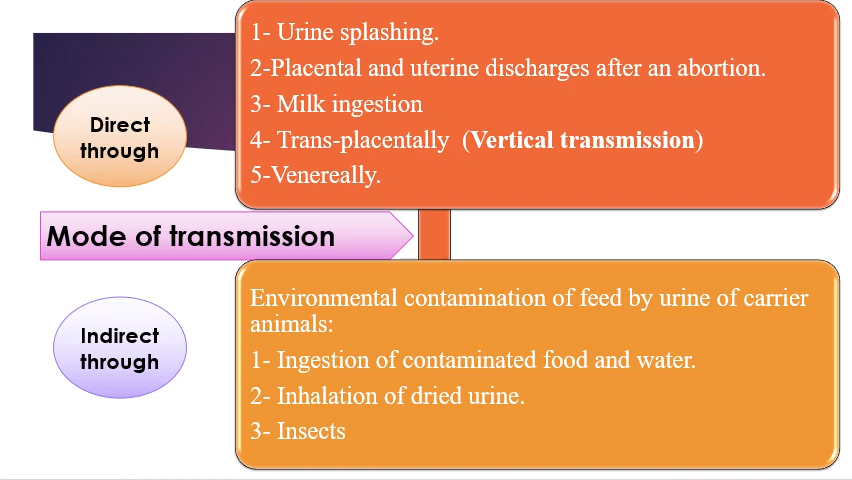 Direct
through
1- Urine splashing.
2-Placental and uterine discharges after an abortion.
3- Milk ingestion
4- Trans-placentally (Vertical transmission)
5-Venereally.
Mode of transmission
Indirect
through
Environmental contamination of feed by urine of carrier
animals:
1- Ingestion of contaminated food and water.
2- Inhalation of dried urine.
3- Insects